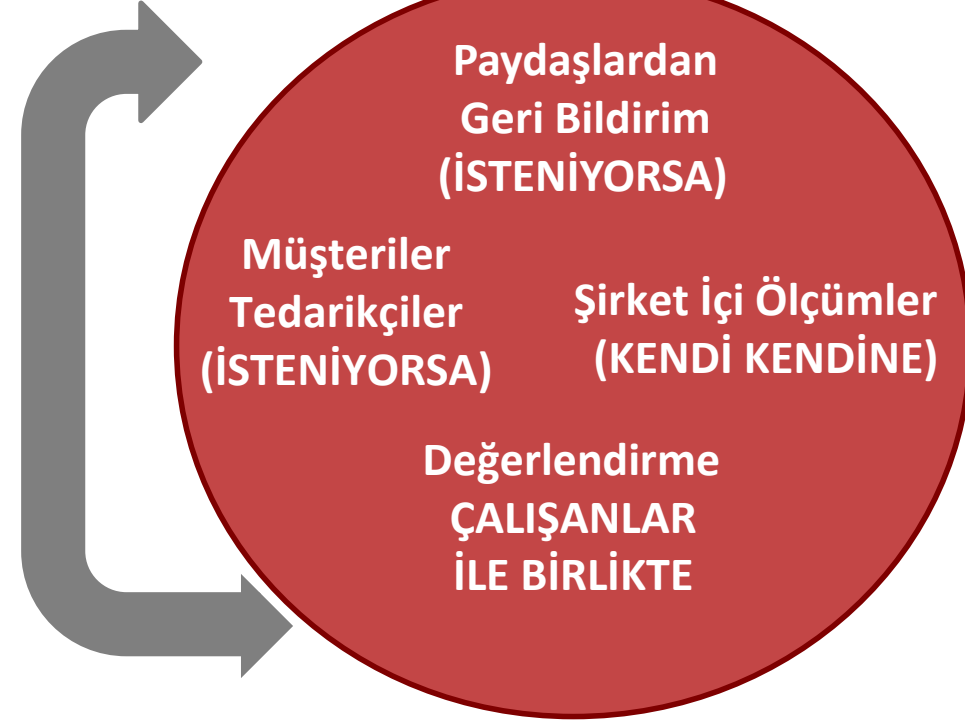 Paydaşlardan
Geri Bildirim
(İSTENİYORSA)
Müşteriler
Tedarikçiler
(İSTENİYORSA)
Şirket İçi Ölçümler
(KENDİ KENDİNE)
Değerlendirme
ÇALIŞANLAR
İLE BİRLİKTE